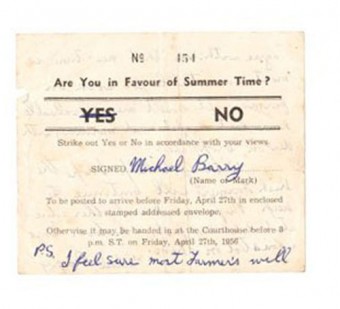 Nº 454
Are You in Favour of Summer Time?
YES NO
Strike out Yes or No in accordance with your views.
SIGNED Michael Barry
(Name or Mark)
To be posted to arrive before Friday, April 27th in enclosed
stamped addressed envelope.
Otherwise it may be handed in at the Courthouse before 8
p.m. S.T. on Friday, April 27th, 1956
P.S. I feel sure most Farmers will